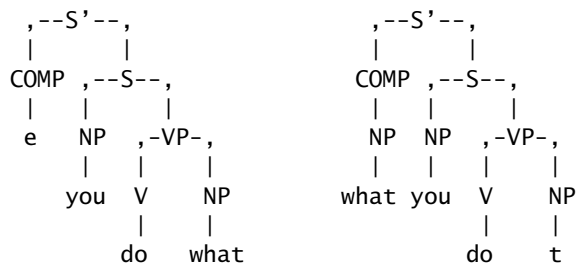 ,--S’--,    ,--S’--,
|      |    |      |
COMP ,--S--,    COMP ,--S--,
|    |     |    |    |     |
e   NP  ,-VP-,    NP  NP  ,-VP-,
|   |    |    |   |   |    |
you  V    NP    what you  V    NP
|    |    |    |
do   what    do    t